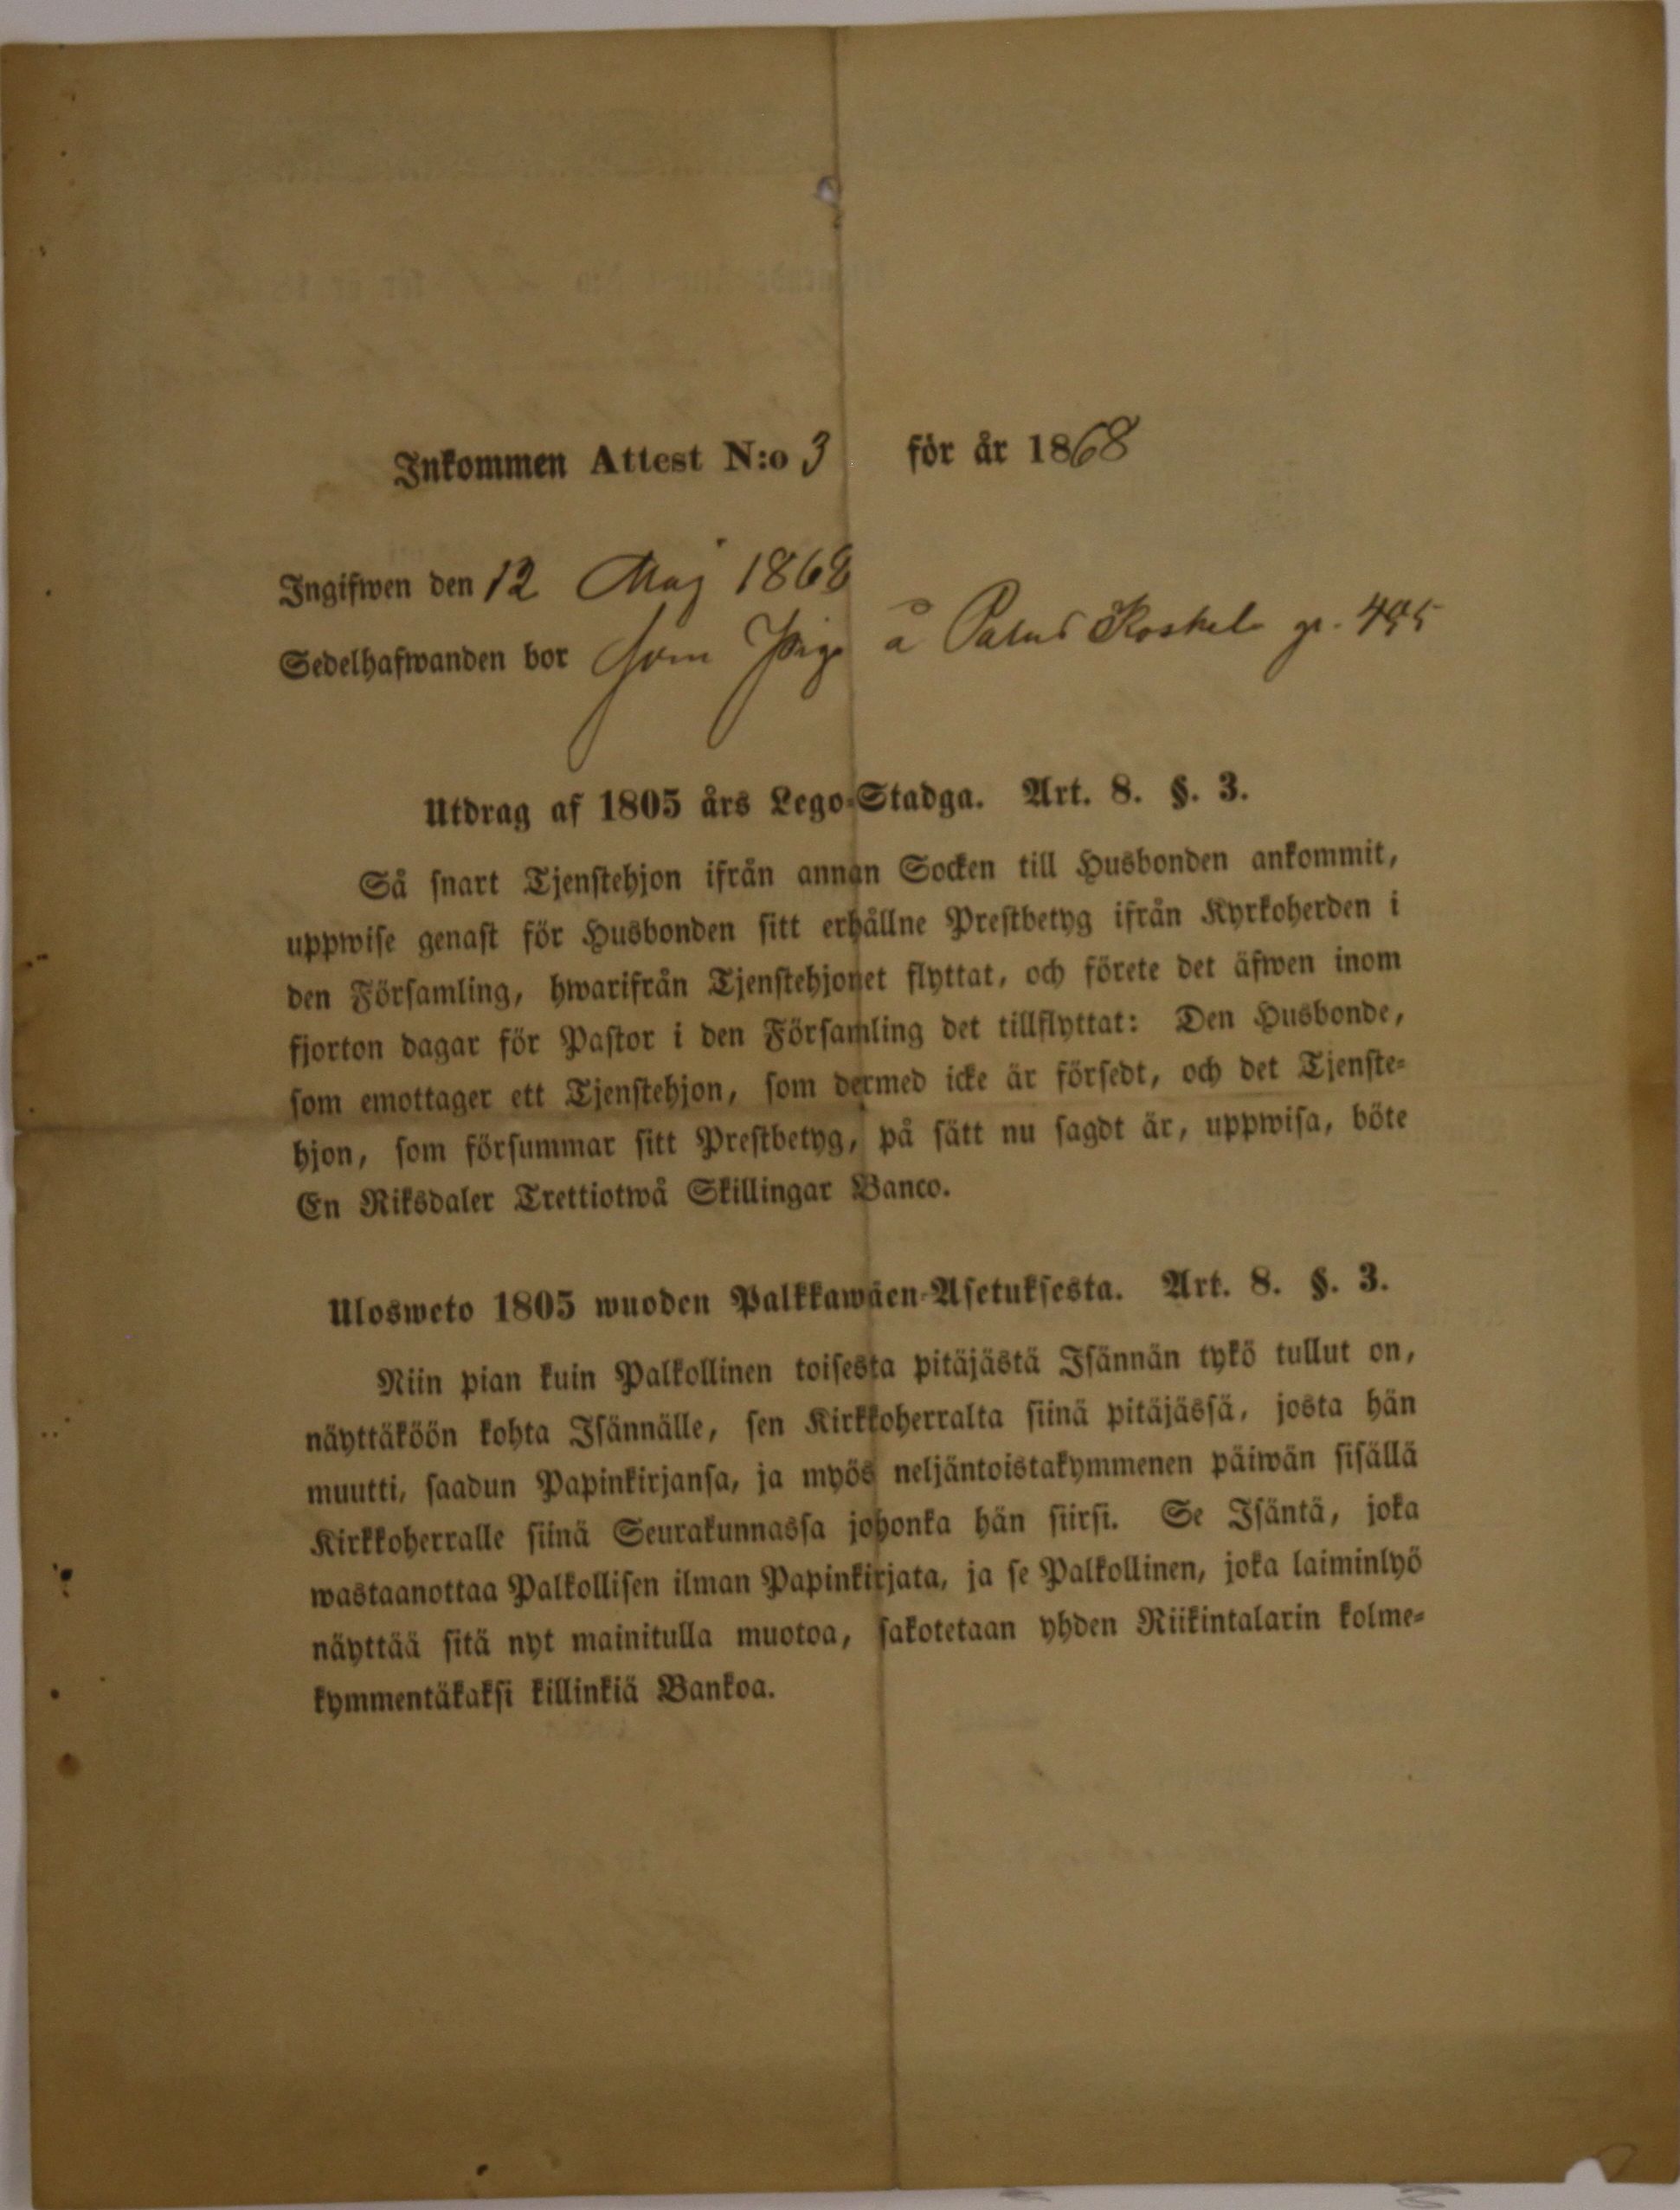 Inkommen Attest N:o 3 för år 1868
Ingifwen den 12 Maj 1868
Sedelhafwanden bor som Piga å Palus Koskela
Utdrag af 1805 års Lego-Stadga. Art. 8. §. 3.
Så snart Tjenstehjon ifrån annan Socken till Husbonden ankommit,
uppwise genast för Husbonden sitt erhållne Prestbetyg ifrån Kyrkoherden i
den Församling, hwarifrån Tjenstehjonet flyttat, och förete det äfwen inom
fjorton dagar för Pastor i den Församling det tillflyttat: Den Husbonde,
som emottager ett Tjenstehjon, som dermed icke är försedt, och det Tjenste-
hjon, som försummar sitt Prestbetyg, på sätt nu sagdt är, uppwisa, böte
En Riksdaler Trettiotwå Skillingar Banco.
Ulosweto 1805 wuoden Palkkawäen-Asetuksesta. Art. 8. §. 3.
Niin pian kuin Palkollinen toisesta pitäjästä Isännän tykö tullut on,
näyttäköön kohta Isännälle, sen Kirkkoherralta siinä pitäjässä, josta hän
muutti, saadun Papinkirjansa, ja myös neljäntoistakymmenen päiwän sisällä
Kirkkoherralle siinä Seurakunnassa johonka hän siirsi. Se Isäntä, joka
wastaanottaa Palkollisen ilman Papinkirjata, ja se Palkollinen, joka laiminlyö
näyttää sitä nyt mainitulla muotoa, sakotetaan yhden Riikintalarin kolme-
kymmentäkaksi killinkiä Bankoa.